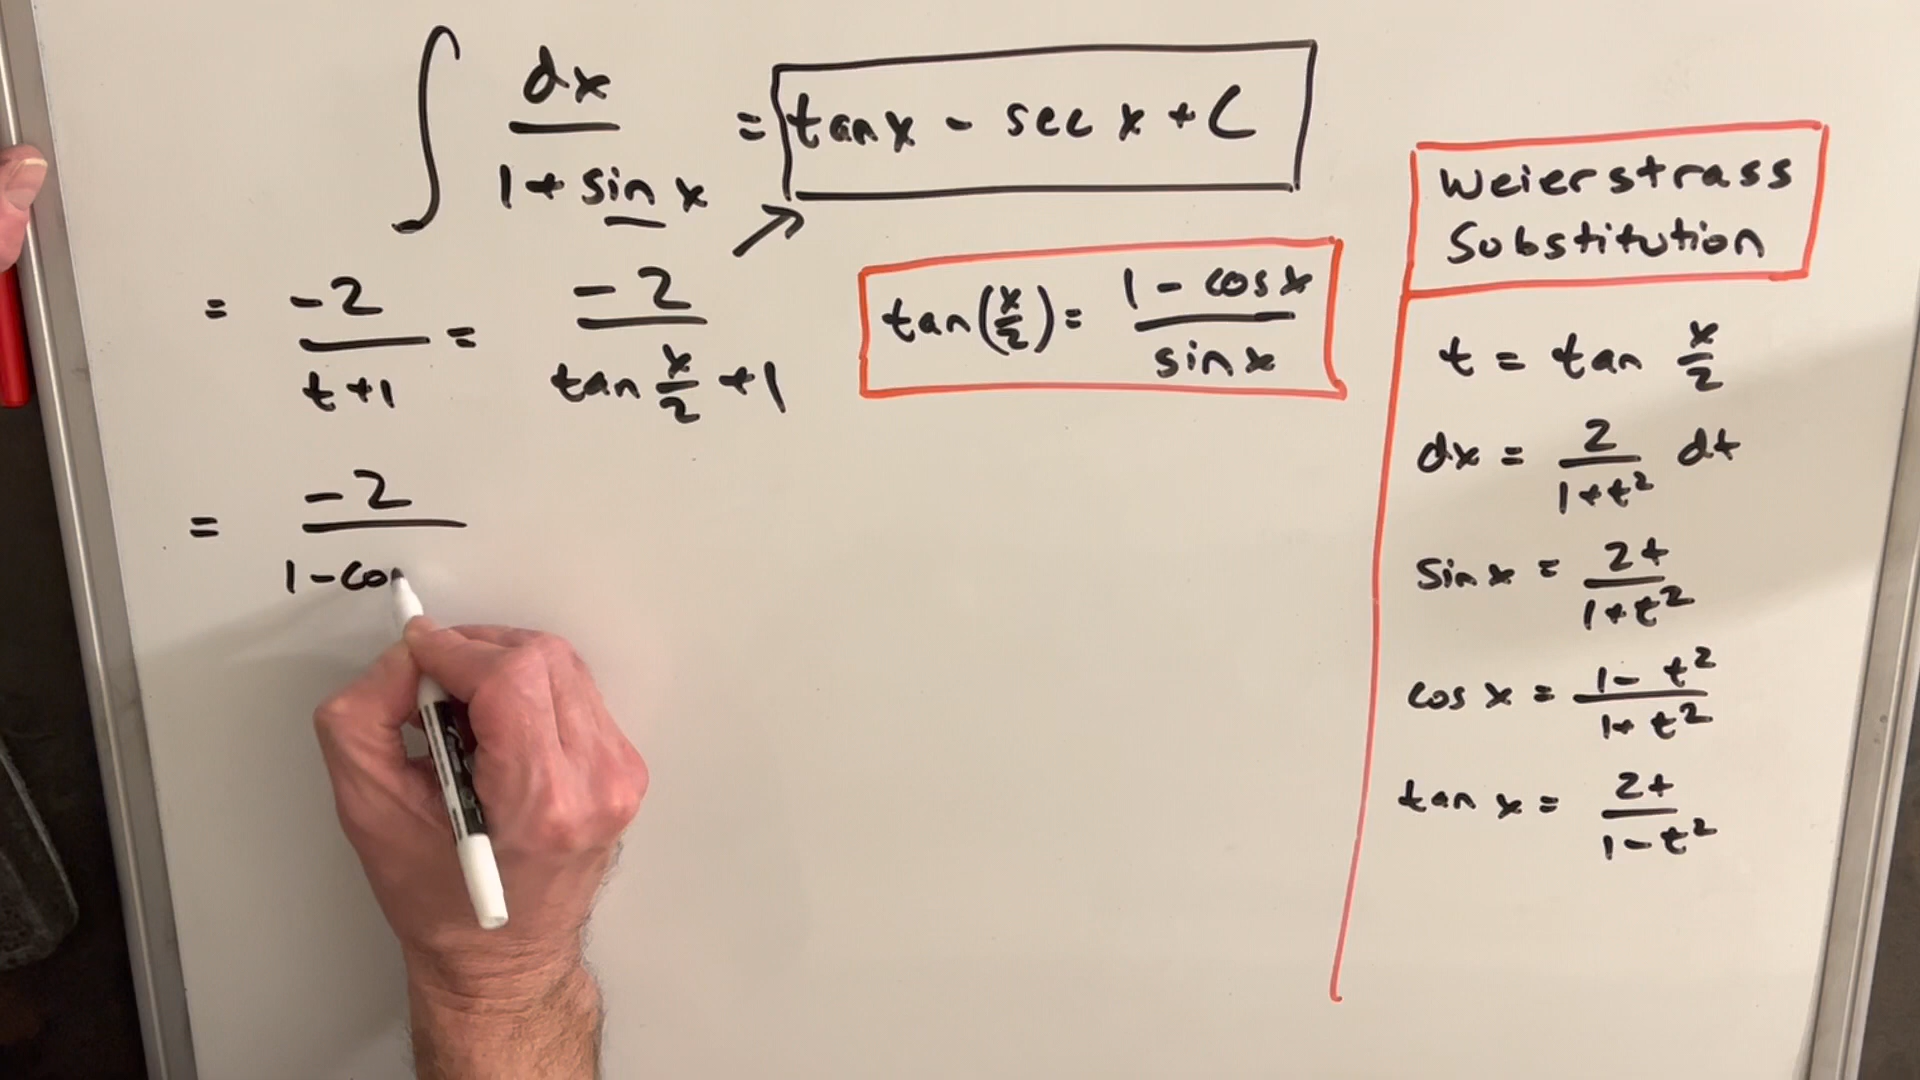 ∫ dx / (1 + sin x) = tan x - sec x + C
= -2 / (t+1) = -2 / (tan x/2 + 1)
tan(x/2) = (1 - cos x) / sin x
= -2 / (1 - cos
Weierstrass
Substitution
t = tan x/2
dx = 2 / (1+t²) dt
sin x = 2t / (1+t²)
cos x = (1 - t²) / (1+ t²)
tan x = 2t / (1 - t²)